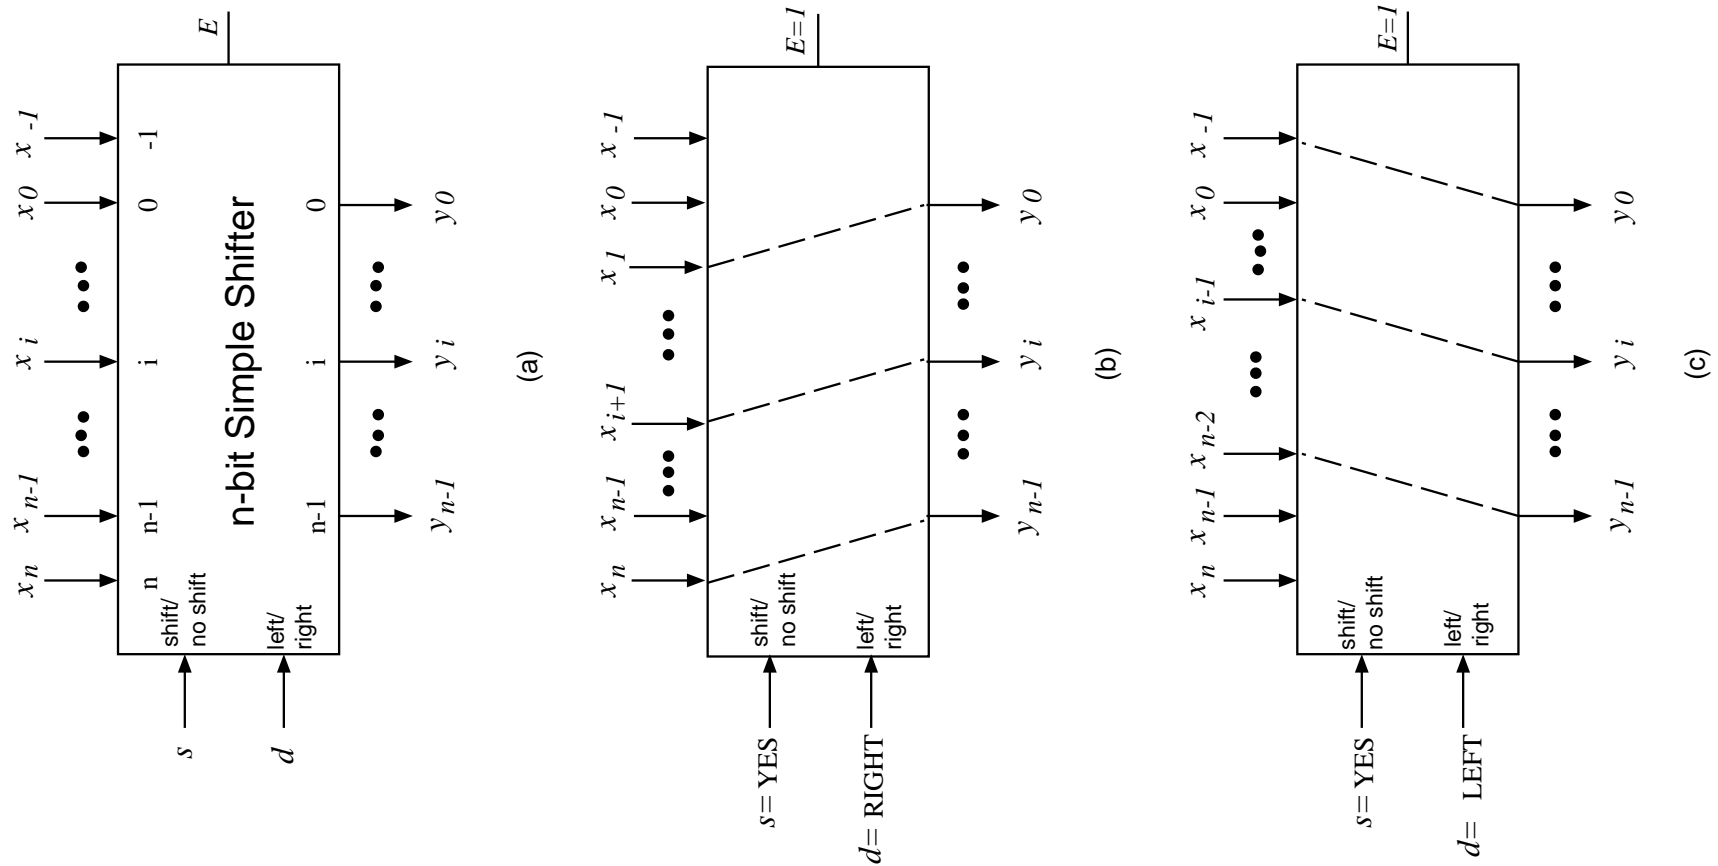 x n
x n-1
x i
x 0
x -1
n
n-1
i
0
-1
E
shift/
no shift
n-bit Simple Shifter
left/
right
n-1
i
0
s
d
y n-1
y i
y 0
(a)
x n
x n-1
x i+1
x 1
x 0
x -1
E=1
shift/
no shift
left/
right
s= YES
d= RIGHT
y n-1
y i
y 0
(b)
x n
x n-1
x n-2
x i-1
x 0
x -1
E=1
shift/
no shift
left/
right
s= YES
d= LEFT
y n-1
y i
y 0
(c)